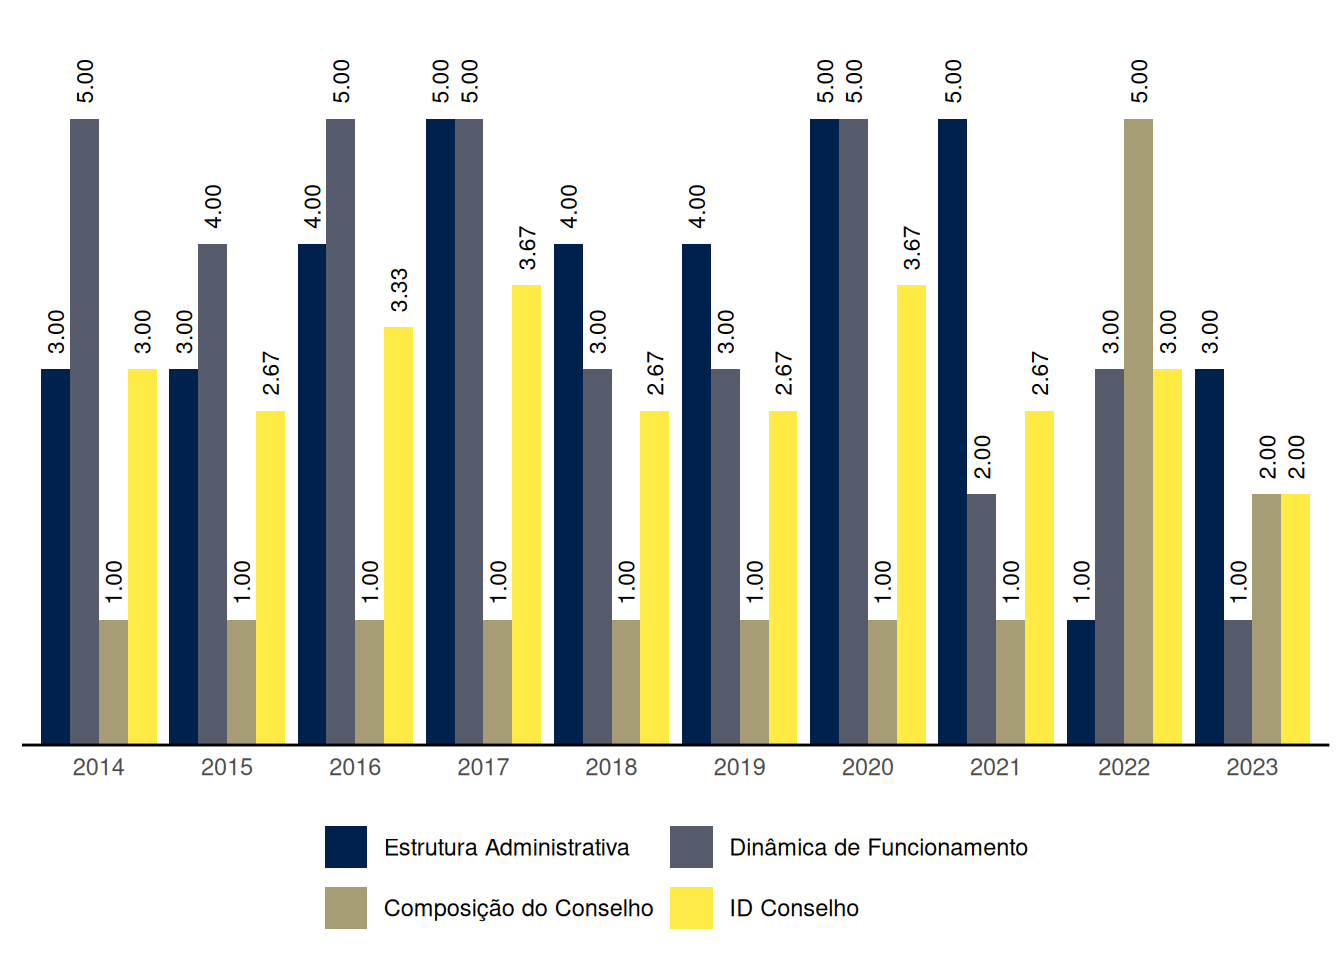 5.00 5.00 5.00 5.00 5.00 5.00 5.00 5.00
4.00 4.00 4.00 4.00
3.67 3.67
3.33
3.00 3.00 3.00 3.00 3.00 3.00 3.00 3.00
2.67 2.67 2.67 2.67
2.00 2.00 2.00
1.00 1.00 1.00 1.00 1.00 1.00 1.00 1.00 1.00 1.00
2014 2015 2016 2017 2018 2019 2020 2021 2022 2023
Estrutura Administrativa Dinâmica de Funcionamento
Composição do Conselho ID Conselho